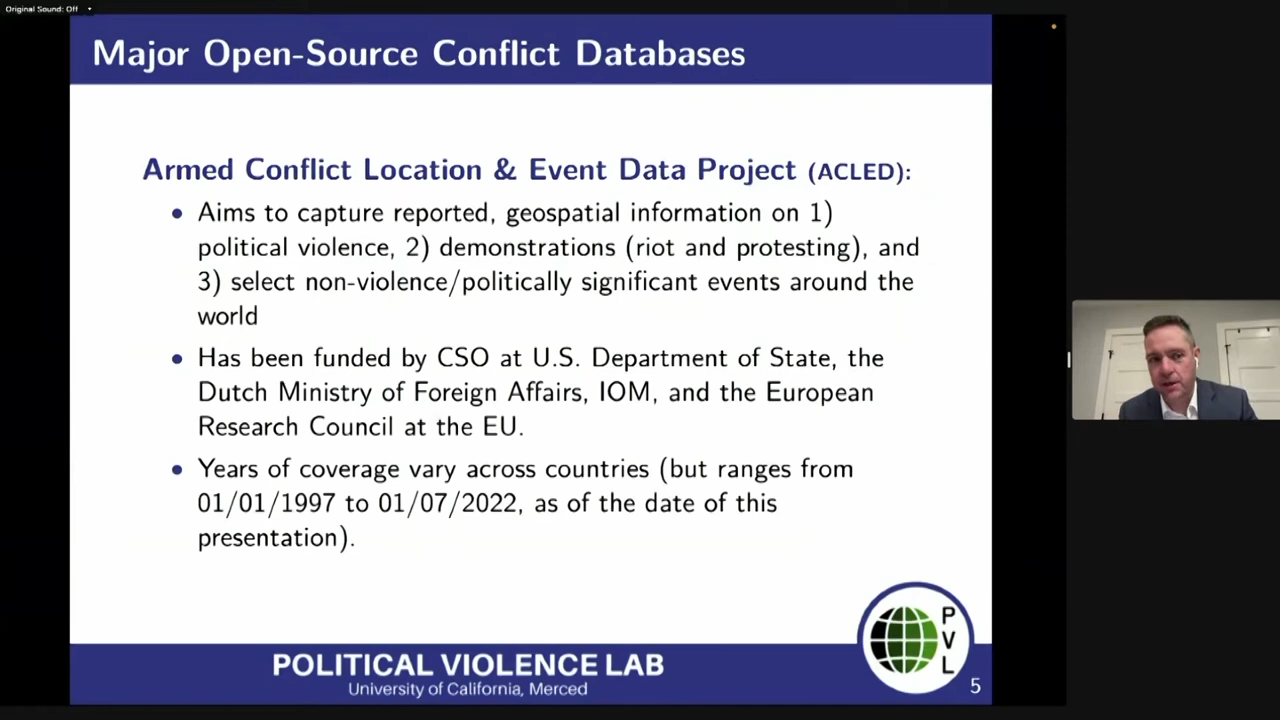 Original Sound: Off
Major Open-Source Conflict Databases
Armed Conflict Location & Event Data Project (ACLED):
• Aims to capture reported, geospatial information on 1)
political violence, 2) demonstrations (riot and protesting), and
3) select non-violence/politically significant events around the
world
• Has been funded by CSO at U.S. Department of State, the
Dutch Ministry of Foreign Affairs, IOM, and the European
Research Council at the EU.
• Years of coverage vary across countries (but ranges from
01/01/1997 to 01/07/2022, as of the date of this
presentation).
POLITICAL VIOLENCE LAB
University of California, Merced
P
V
L
5